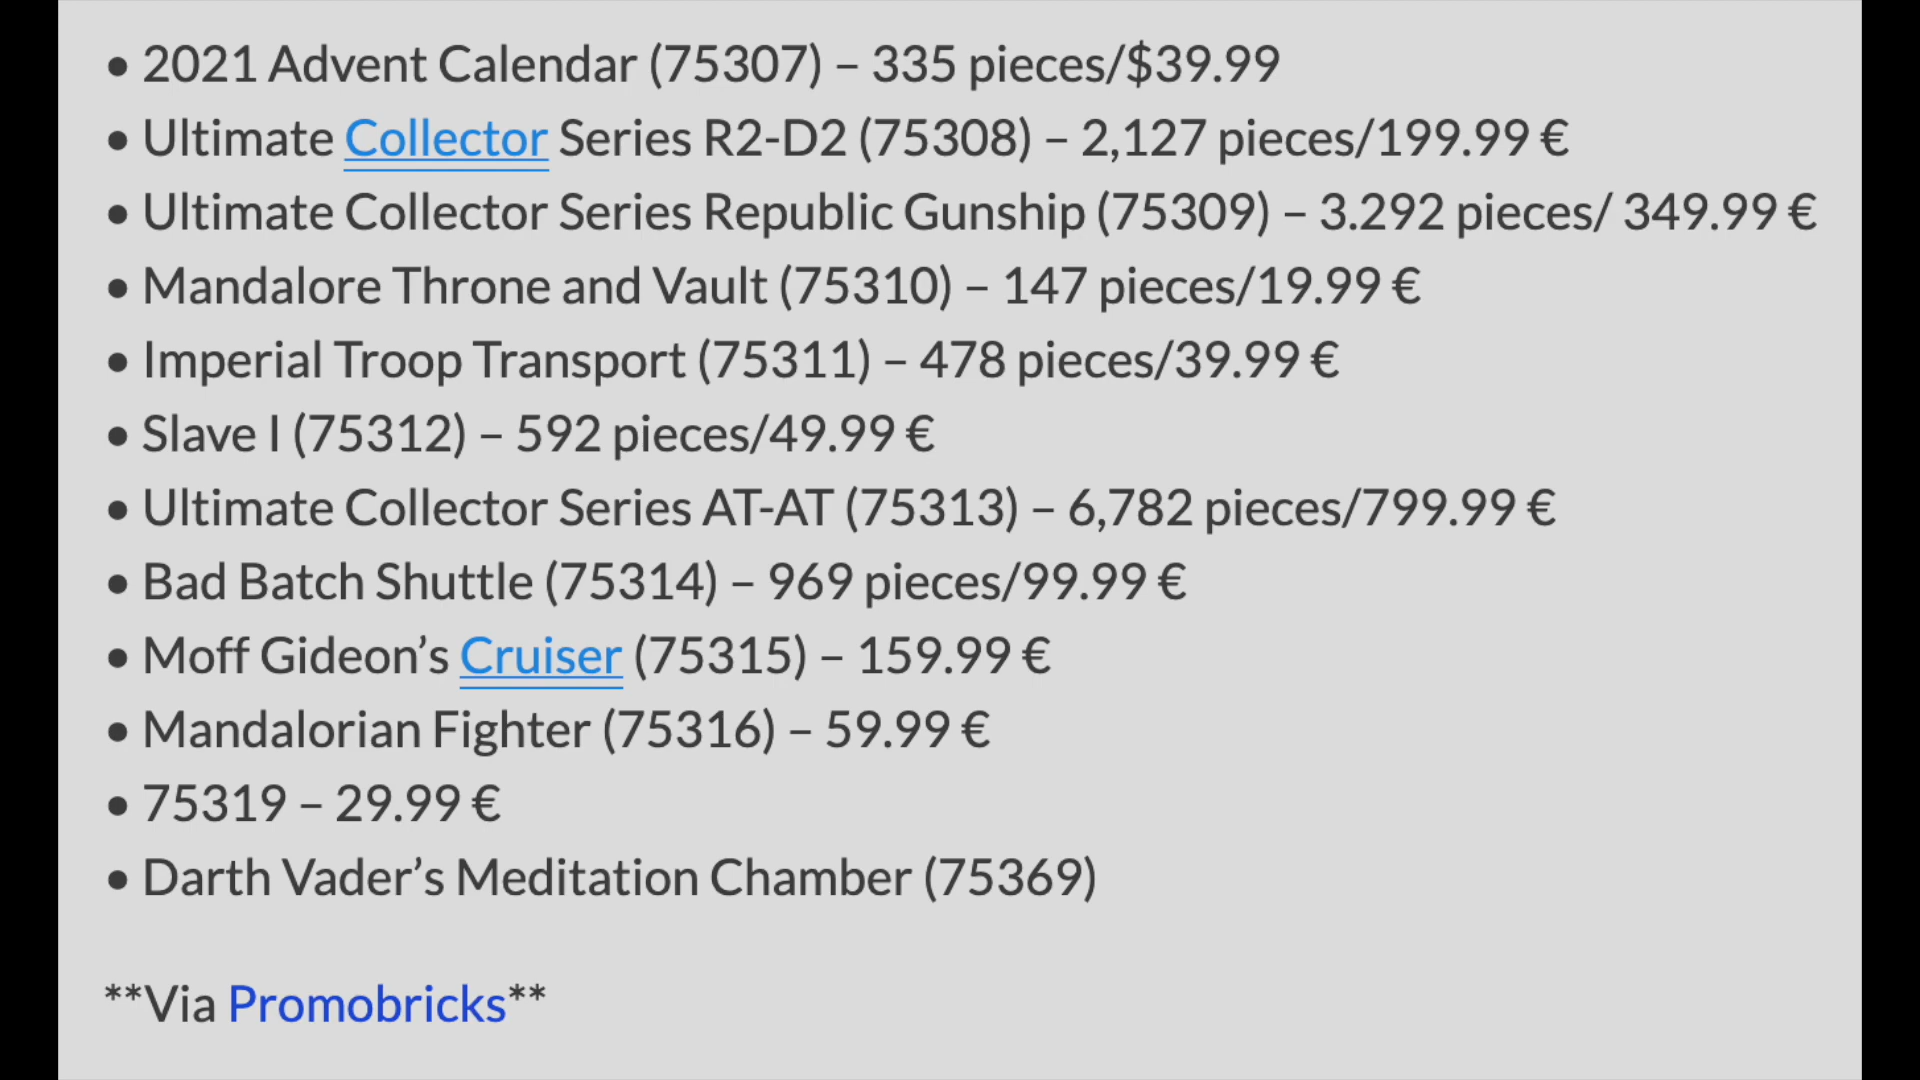 • 2021 Advent Calendar (75307) – 335 pieces/$39.99
• Ultimate Collector Series R2-D2 (75308) – 2,127 pieces/199.99 €
• Ultimate Collector Series Republic Gunship (75309) – 3.292 pieces/ 349.99 €
• Mandalore Throne and Vault (75310) – 147 pieces/19.99 €
• Imperial Troop Transport (75311) – 478 pieces/39.99 €
• Slave I (75312) – 592 pieces/49.99 €
• Ultimate Collector Series AT-AT (75313) – 6,782 pieces/799.99 €
• Bad Batch Shuttle (75314) – 969 pieces/99.99 €
• Moff Gideon’s Cruiser (75315) – 159.99 €
• Mandalorian Fighter (75316) – 59.99 €
• 75319 – 29.99 €
• Darth Vader’s Meditation Chamber (75369)
**Via Promobricks**